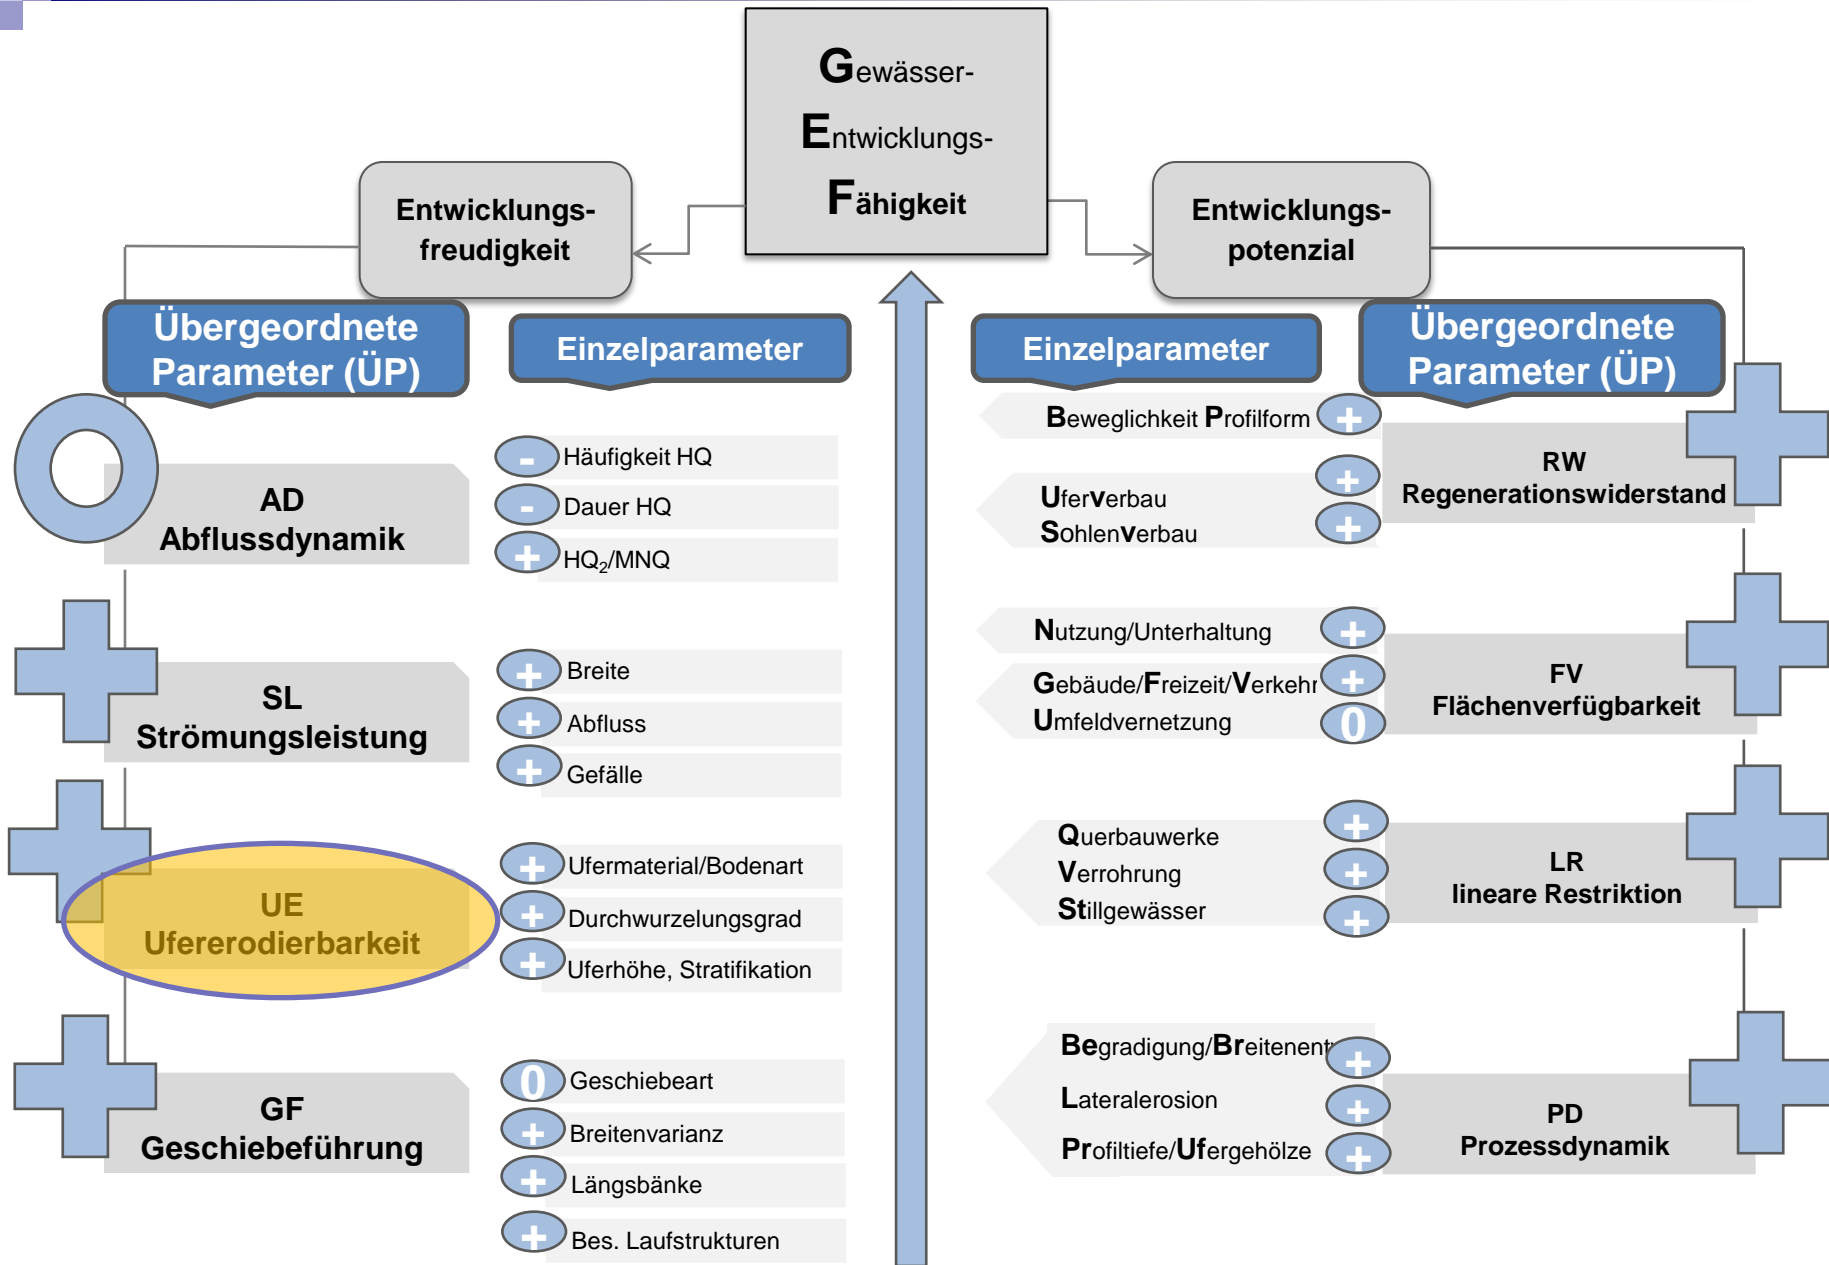 Gewässer-
Entwicklungs-
Fähigkeit
Entwicklungs-
freudigkeit
Entwicklungs-
potenzial
Übergeordnete
Parameter (ÜP)
Einzelparameter
Einzelparameter
Übergeordnete
Parameter (ÜP)
AD
Abflussdynamik
- Häufigkeit HQ
- Dauer HQ
+ HQ₂/MNQ
SL
Strömungsleistung
+ Breite
+ Abfluss
+ Gefälle
UE
Ufererodierbarkeit
+ Ufermaterial/Bodenart
+ Durchwurzelungsgrad
+ Uferhöhe, Stratifikation
GF
Geschiebeführung
0 Geschiebeart
+ Breitenvarianz
+ Längsbänke
+ Bes. Laufstrukturen
Beweglichkeit Profilform +
Uferverbau +
Sohlenverbau +
RW
Regenerationswiderstand
Nutzung/Unterhaltung +
Gebäude/Freizeit/Verkehr +
Umfeldvernetzung 0
FV
Flächenverfügbarkeit
Querbauwerke +
Verrohrung +
Stillgewässer +
LR
lineare Restriktion
Begradigung/Breitenent +
Lateralerosion +
Profiltiefe/Ufergehölze +
PD
Prozessdynamik